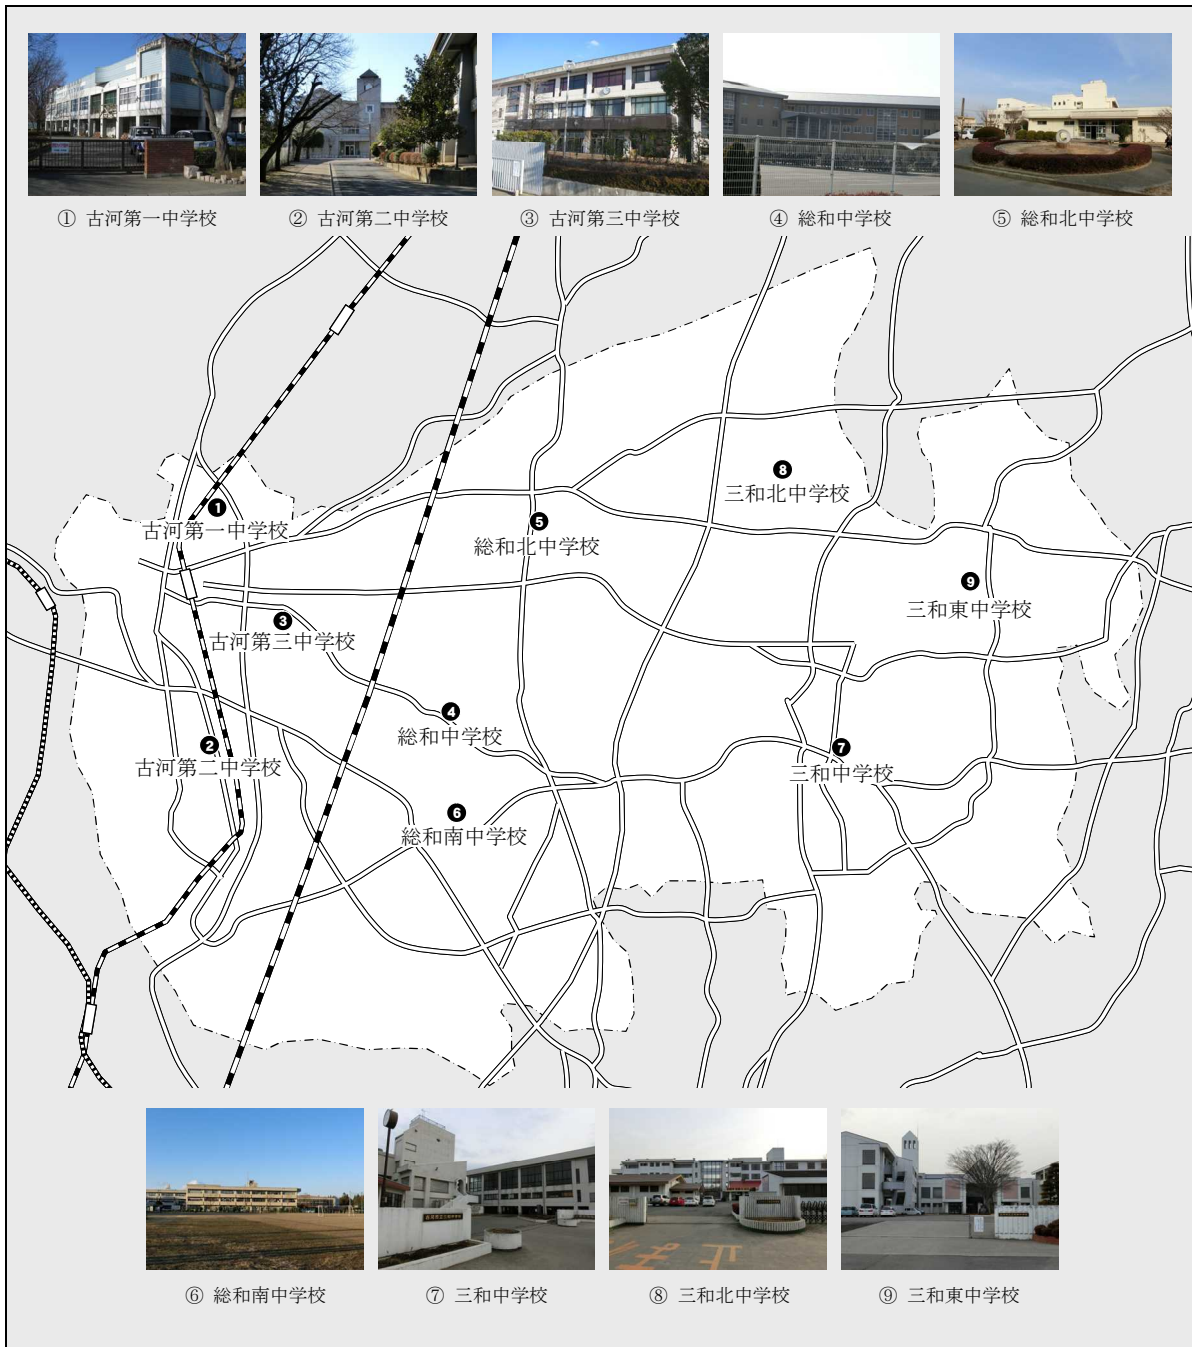 ① 古河第一中学校
② 古河第二中学校
③ 古河第三中学校
④ 総和中学校
⑤ 総和北中学校
❽
三和北中学校
❶
古河第一中学校
❺
総和北中学校
❾
三和東中学校
❸
古河第三中学校
❹
総和中学校
❷
古河第二中学校
❼
三和中学校
❻
総和南中学校
⑥ 総和南中学校
⑦ 三和中学校
⑧ 三和北中学校
⑨ 三和東中学校